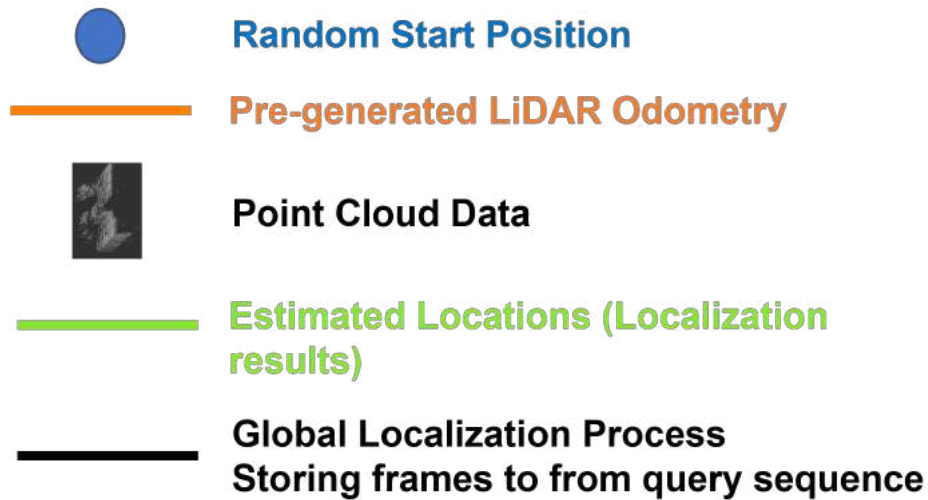 Random Start Position
Pre-generated LiDAR Odometry
Point Cloud Data
Estimated Locations (Localization
results)
Global Localization Process
Storing frames to from query sequence